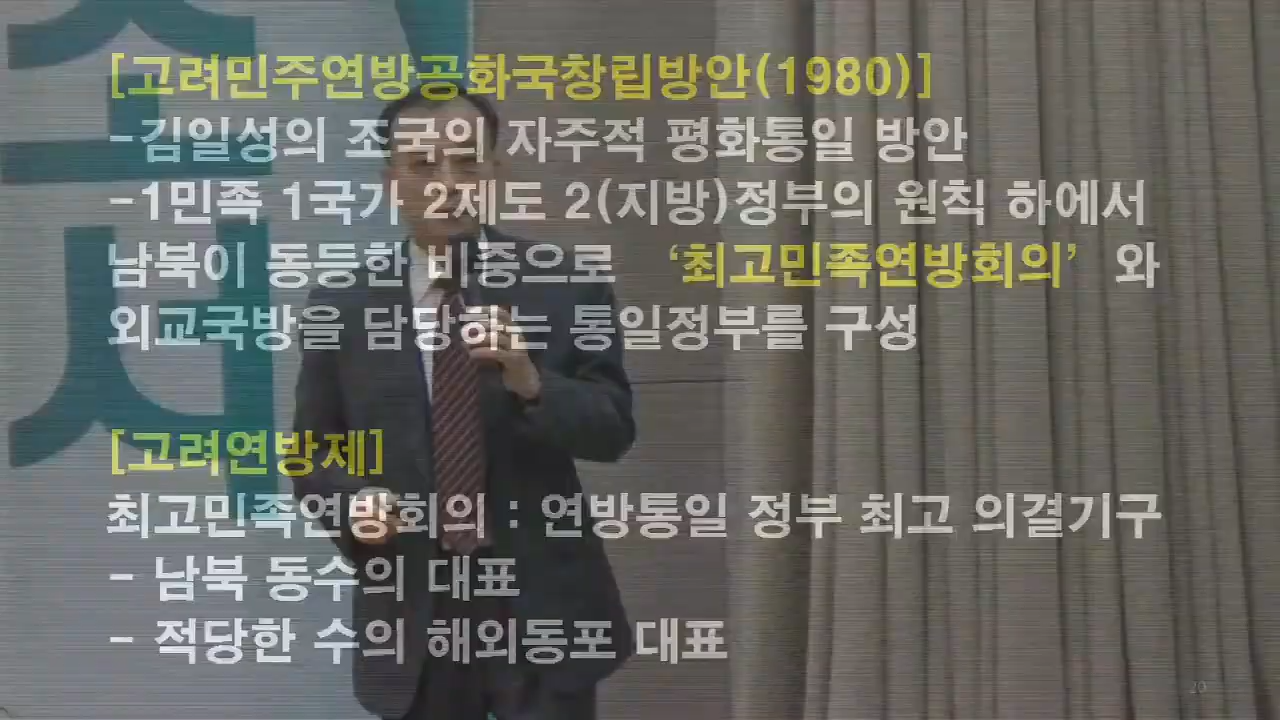 [고려민주연방공화국창립방안(1980)]
-김일성의 조국의 자주적 평화통일 방안
-1민족 1국가 2제도 2(지방)정부의 원칙 하에서
남북이 동등한 비중으로 ‘최고민족연방회의’ 와
외교국방을 담당하는 통일정부를 구성
[고려연방제]
최고민족연방회의 : 연방통일 정부 최고 의결기구
- 남북 동수의 대표
- 적당한 수의 해외동포 대표
20